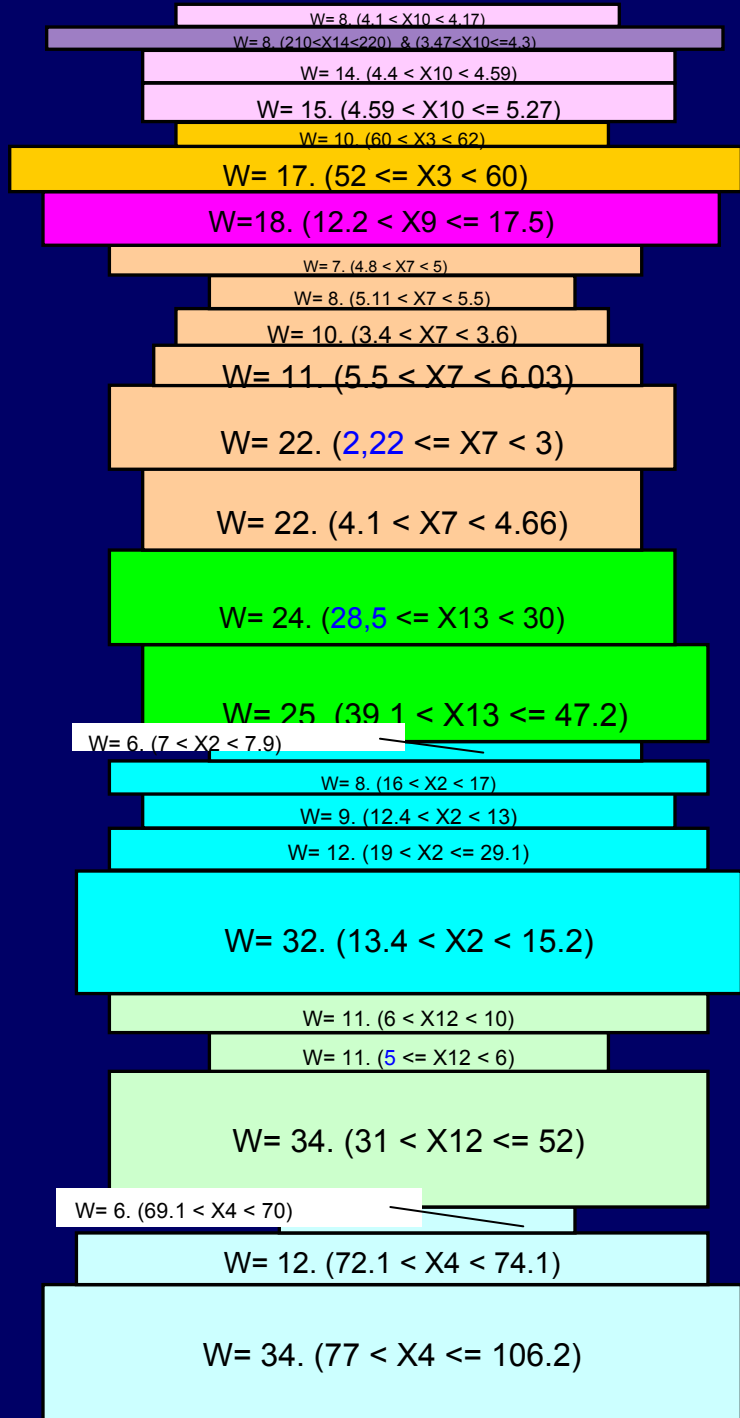 W= 8. (4.1 < X10 < 4.17)
W= 8. (210<X14<220) & (3.47<X10<=4.3)
W= 14. (4.4 < X10 < 4.59)
W= 15. (4.59 < X10 <= 5.27)
W= 10. (60 < X3 < 62)
W= 17. (52 <= X3 < 60)
W=18. (12.2 < X9 <= 17.5)
W= 7. (4.8 < X7 < 5)
W= 8. (5.11 < X7 < 5.5)
W= 10. (3.4 < X7 < 3.6)
W= 11. (5.5 < X7 < 6.03)
W= 22. (2,22 <= X7 < 3)
W= 22. (4.1 < X7 < 4.66)
W= 24. (28,5 <= X13 < 30)
W= 25. (39.1 < X13 <= 47.2)
W= 6. (7 < X2 < 7.9)
W= 8. (16 < X2 < 17)
W= 9. (12.4 < X2 < 13)
W= 12. (19 < X2 <= 29.1)
W= 32. (13.4 < X2 < 15.2)
W= 11. (6 < X12 < 10)
W= 11. (5 <= X12 < 6)
W= 34. (31 < X12 <= 52)
W= 6. (69.1 < X4 < 70)
W= 12. (72.1 < X4 < 74.1)
W= 34. (77 < X4 <= 106.2)